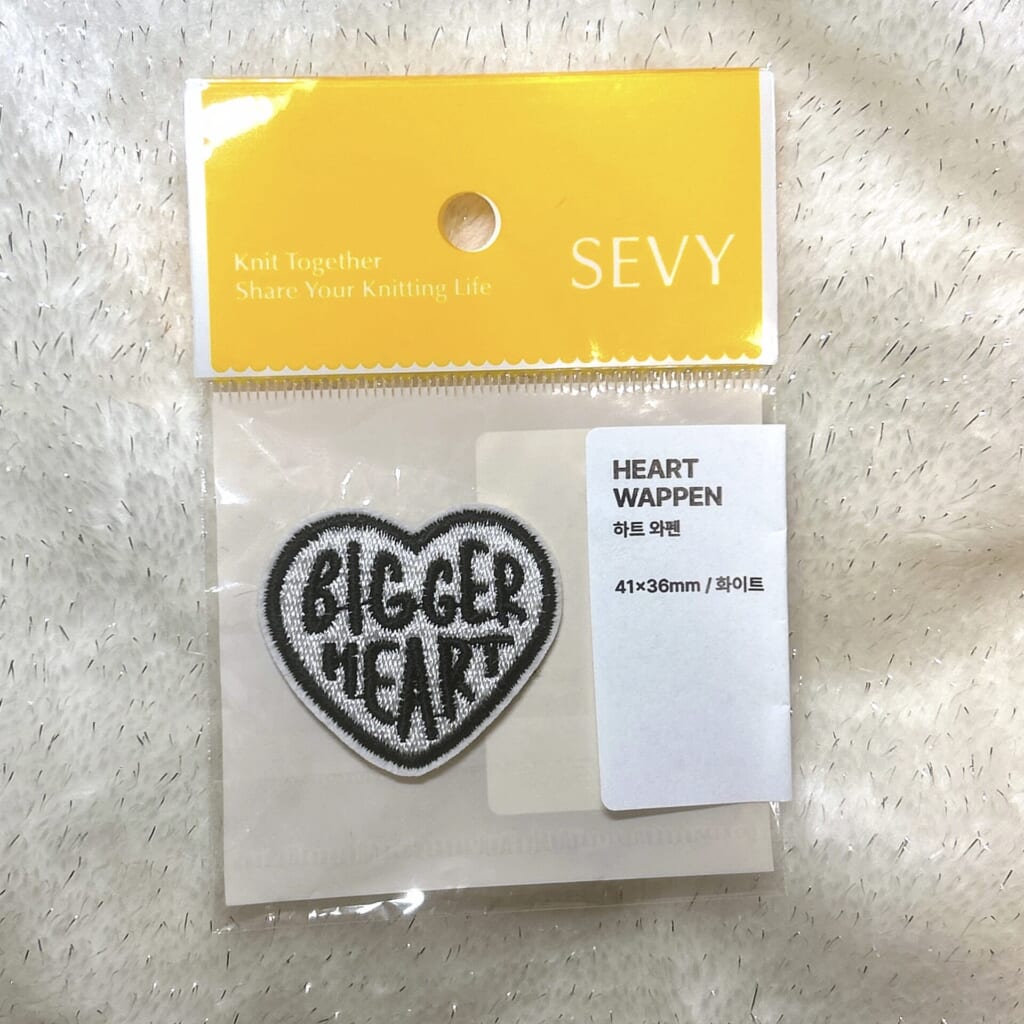 Knit Together
Share Your Knitting Life
SEVY
HEART
WAPPEN
하트 와펜
41×36mm / 화이트
BIGGER
HEART